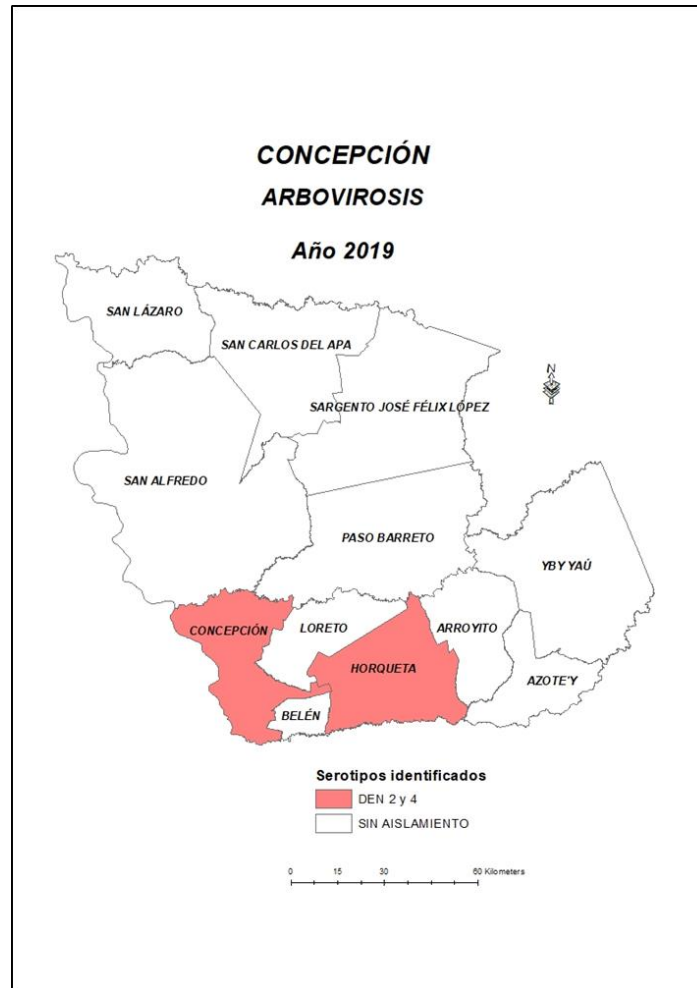 CONCEPCIÓN
ARBOVIROSIS
Año 2019
SAN LÁZARO
SAN CARLOS DEL APA
N
SARGENTO JOSÉ FÉLIX LÓPEZ
SAN ALFREDO
PASO BARRETO
YBY YAÚ
CONCEPCIÓN
LORETO
ARROYITO
HORQUETA
AZOTE'Y
BELÉN
Serotipos identificados
DEN 2 y 4
SIN AISLAMIENTO
0 15 30 60 Kilometers